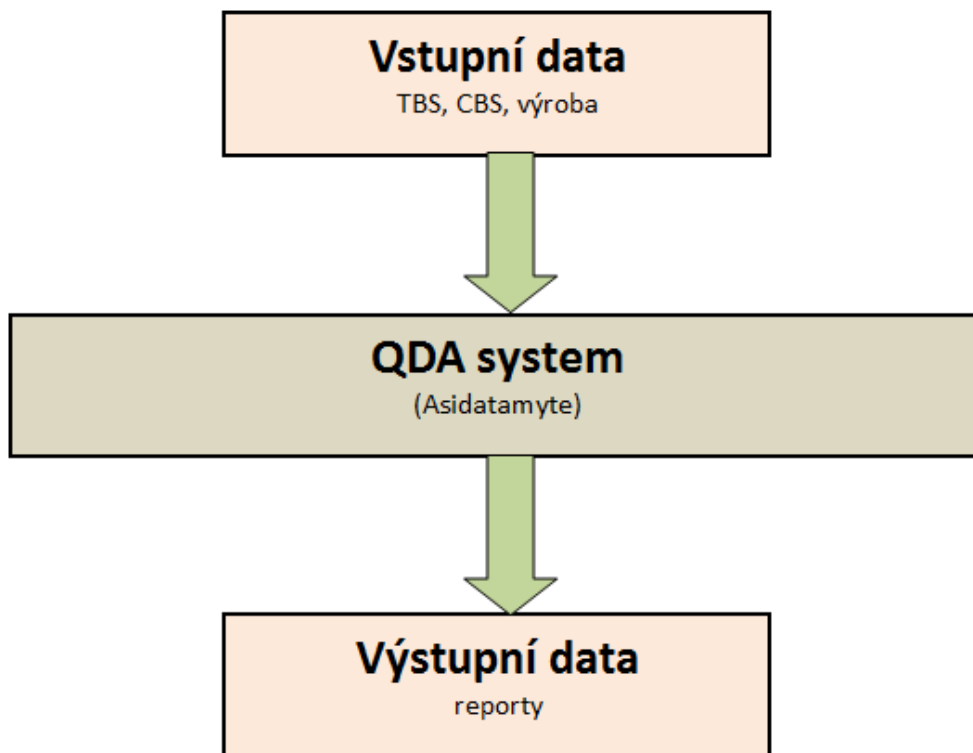 Vstupní data
TBS, CBS, výroba
QDA system
(Asidatamyte)
Výstupní data
reporty